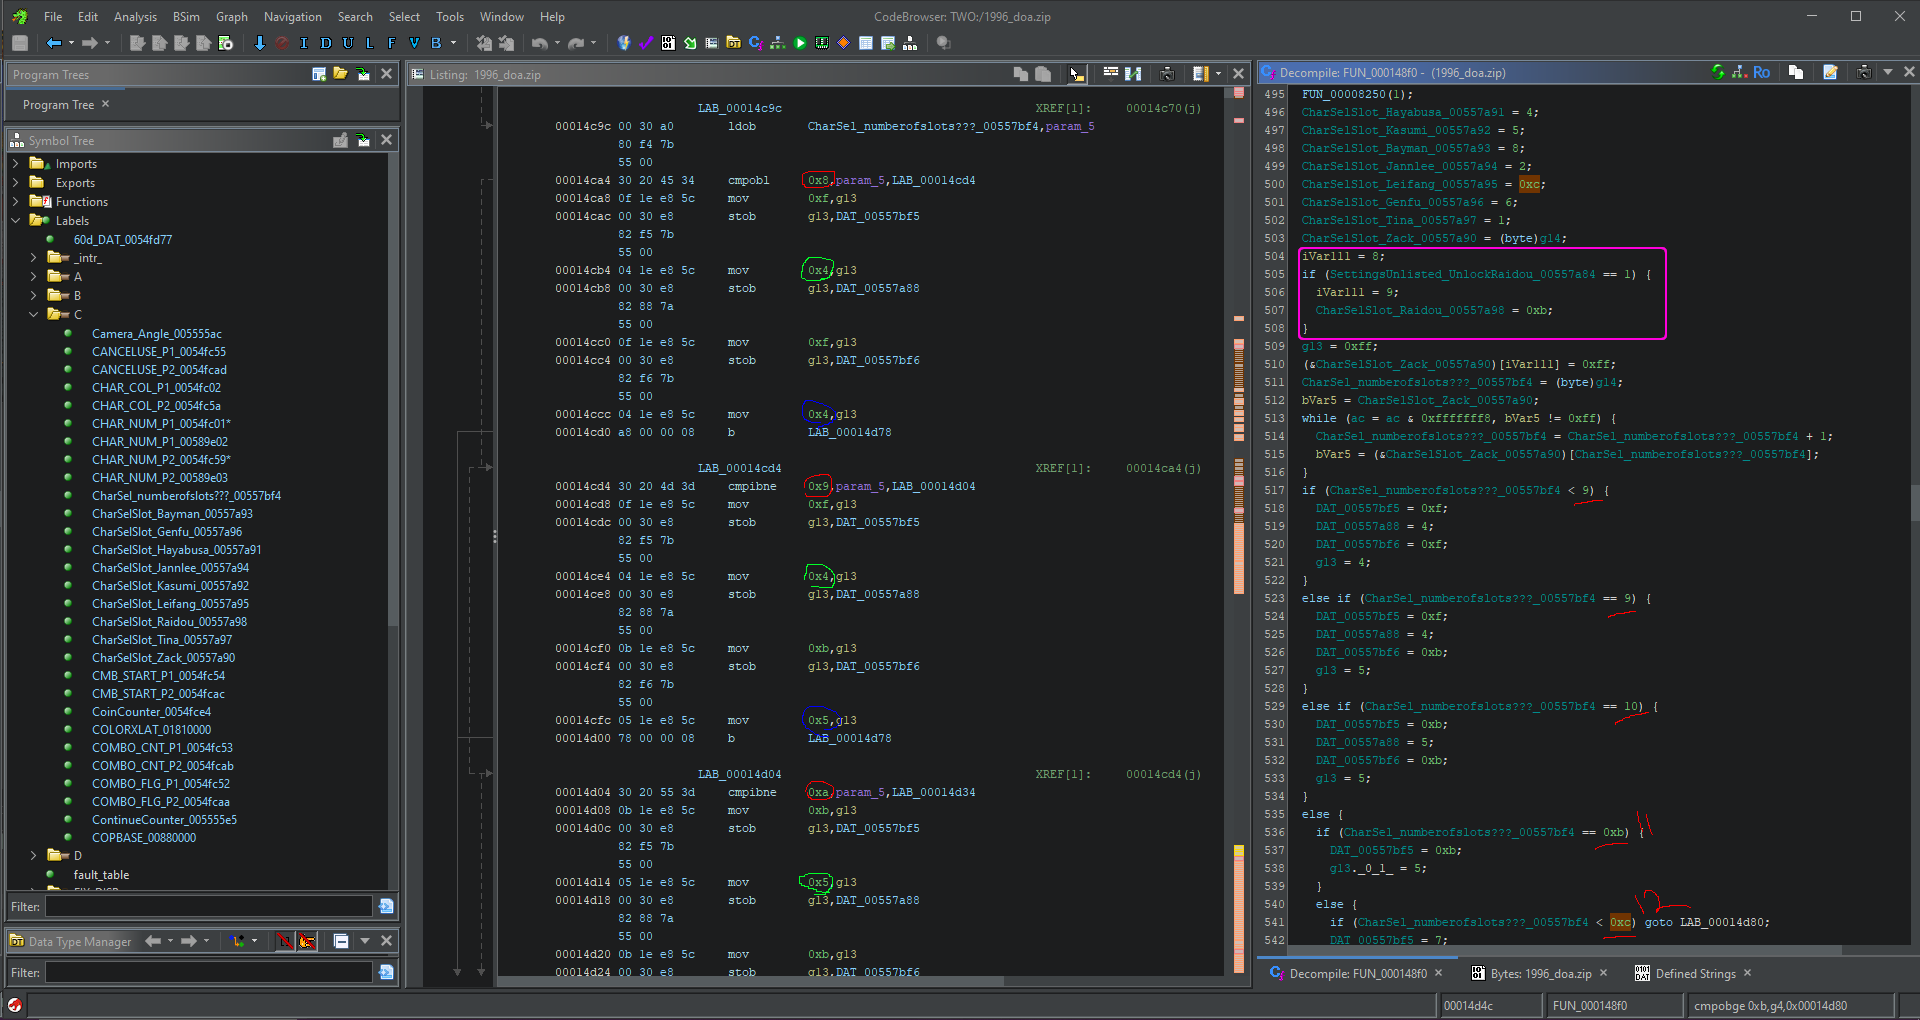 File Edit Analysis BSim Graph Navigation Search Select Tools Window Help
CodeBrowser: TWO:/1996_doa.zip
I D U L F V B
Program Trees
Program Tree ×
Symbol Tree
Imports
Exports
Functions
Labels
60d_DAT_0054fd77
_intr_
A
B
C
Camera_Angle_005555ac
CANCELUSE_P1_0054fc55
CANCELUSE_P2_0054fcad
CHAR_COL_P1_0054fc02
CHAR_COL_P2_0054fc5a
CHAR_NUM_P1_0054fc01*
CHAR_NUM_P1_00589e02
CHAR_NUM_P2_0054fc59*
CHAR_NUM_P2_00589e03
CharSel_numberofslots???_00557bf4
CharSelSlot_Bayman_00557a93
CharSelSlot_Genfu_00557a96
CharSelSlot_Hayabusa_00557a91
CharSelSlot_Jannlee_00557a94
CharSelSlot_Kasumi_00557a92
CharSelSlot_Leifang_00557a95
CharSelSlot_Raidou_00557a98
CharSelSlot_Tina_00557a97
CharSelSlot_Zack_00557a90
CMB_START_P1_0054fc54
CMB_START_P2_0054fcac
CoinCounter_0054fce4
COLORXLAT_01810000
COMBO_CNT_P1_0054fc53
COMBO_CNT_P2_0054fcab
COMBO_FLG_P1_0054fc52
COMBO_FLG_P2_0054fcaa
ContinueCounter_005555e5
COPBASE_00880000
D
fault_table
Filter:
Data Type Manager
Filter:
Listing: 1996_doa.zip
LAB_00014c9c XREF[1]: 00014c70(j)
00014c9c 00 30 a0 ldob CharSel_numberofslots???_00557bf4,param_5
80 f4 7b
55 00
00014ca4 30 20 45 34 cmpobl 0x8,param_5,LAB_00014cd4
00014ca8 0f 1e e8 5c mov 0xf,g13
00014cac 00 30 e8 stob g13,DAT_00557bf5
82 f5 7b
55 00
00014cb4 04 1e e8 5c mov 0x4,g13
00014cb8 00 30 e8 stob g13,DAT_00557a88
82 88 7a
55 00
00014cc0 0f 1e e8 5c mov 0xf,g13
00014cc4 00 30 e8 stob g13,DAT_00557bf6
82 f6 7b
55 00
00014ccc 04 1e e8 5c mov 0x4,g13
00014cd0 a8 00 00 08 b LAB_00014d78
LAB_00014cd4 XREF[1]: 00014ca4(j)
00014cd4 30 20 4d 3d cmpibne 0x9,param_5,LAB_00014d04
00014cd8 0f 1e e8 5c mov 0xf,g13
00014cdc 00 30 e8 stob g13,DAT_00557bf5
82 f5 7b
55 00
00014ce4 04 1e e8 5c mov 0x4,g13
00014ce8 00 30 e8 stob g13,DAT_00557a88
82 88 7a
55 00
00014cf0 0b 1e e8 5c mov 0xb,g13
00014cf4 00 30 e8 stob g13,DAT_00557bf6
82 f6 7b
55 00
00014cfc 05 1e e8 5c mov 0x5,g13
00014d00 78 00 00 08 b LAB_00014d78
LAB_00014d04 XREF[1]: 00014cd4(j)
00014d04 30 20 55 3d cmpibne 0xa,param_5,LAB_00014d34
00014d08 0b 1e e8 5c mov 0xb,g13
00014d0c 00 30 e8 stob g13,DAT_00557bf5
82 f5 7b
55 00
00014d14 05 1e e8 5c mov 0x5,g13
00014d18 00 30 e8 stob g13,DAT_00557a88
82 88 7a
55 00
00014d20 0b 1e e8 5c mov 0xb,g13
00014d24 00 30 e8 stob g13,DAT_00557bf6
Decompile: FUN_000148f0 - (1996_doa.zip)
Ro
495 FUN_00008250(1);
496 CharSelSlot_Hayabusa_00557a91 = 4;
497 CharSelSlot_Kasumi_00557a92 = 5;
498 CharSelSlot_Bayman_00557a93 = 8;
499 CharSelSlot_Jannlee_00557a94 = 2;
500 CharSelSlot_Leifang_00557a95 = 0xc;
501 CharSelSlot_Genfu_00557a96 = 6;
502 CharSelSlot_Tina_00557a97 = 1;
503 CharSelSlot_Zack_00557a90 = (byte)g14;
504 iVar111 = 8;
505 if (SettingsUnlisted_UnlockRaidou_00557a84 == 1) {
506 iVar111 = 9;
507 CharSelSlot_Raidou_00557a98 = 0xb;
508 }
509 g13 = 0xff;
510 (&CharSelSlot_Zack_00557a90)[iVar111] = 0xff;
511 CharSel_numberofslots???_00557bf4 = (byte)g14;
512 bVar5 = CharSelSlot_Zack_00557a90;
513 while (ac = ac & 0xfffffff8, bVar5 != 0xff) {
514 CharSel_numberofslots???_00557bf4 = CharSel_numberofslots???_00557bf4 + 1;
515 bVar5 = (&CharSelSlot_Zack_00557a90)[CharSel_numberofslots???_00557bf4];
516 }
517 if (CharSel_numberofslots???_00557bf4 < 9) {
518 DAT_00557bf5 = 0xf;
519 DAT_00557a88 = 4;
520 DAT_00557bf6 = 0xf;
521 g13 = 4;
522 }
523 else if (CharSel_numberofslots???_00557bf4 == 9) {
524 DAT_00557bf5 = 0xf;
525 DAT_00557a88 = 4;
526 DAT_00557bf6 = 0xb;
527 g13 = 5;
528 }
529 else if (CharSel_numberofslots???_00557bf4 == 10) {
530 DAT_00557bf5 = 0xb;
531 DAT_00557a88 = 5;
532 DAT_00557bf6 = 0xb;
533 g13 = 5;
534 }
535 else {
11
536 if (CharSel_numberofslots???_00557bf4 == 0xb) {
537 DAT_00557bf5 = 0xb;
538 g13._0_1_ = 5;
539 }
540 else {
12
541 if (CharSel_numberofslots???_00557bf4 < 0xc) goto LAB_00014d80;
542 DAT_00557bf5 = 7;
Decompile: FUN_000148f0 × Bytes: 1996_doa.zip × Defined Strings ×
00014d4c FUN_000148f0 cmpobge 0xb,g4,0x00014d80